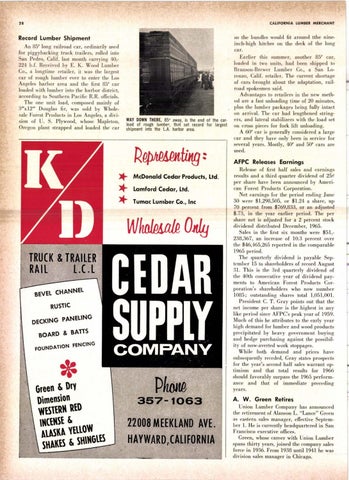 28
CALIFORNIA LUMBER MERCHANT
Record Lumber Shipment
An 85' long railroad car, ordinarily used
for piggybacking truck trailers, rolled into
San Pedro, Calif. last month carrying 40,-
224 b.f. Received by E. K. Wood Lumber
Co., a longtime retailer, it was the largest
car of rough lumber ever to enter the Los
Angeles harbor area and the first 85' car
loaded with lumber into the harbor district,
according to Southern Pacific R.R. officials.
The one unit load, composed mainly of
Douglas fir, was sold by Whole-
sale Forest Products in Los Angeles, a divi-
sion of U. S. Plywood, whose Mapleton,
Oregon plant strapped and loaded the car
WAY DOWN THERE, 85' away, is the end of the car-
load of rough lumber, that set record for largest
shipment into the L.A. harbor area.
so the bundles would fit around the nine-
inch-high hitches on the deck of the long
car.
Earlier this summer, another 85' car,
loaded in two units, had been shipped to
Brunson-Brewer Lumber Co., a San Lo-
renzo, Calif. retailer. The current shortage
of cars brought about the adaptation, rail-
road spokesmen said.
Advantages to retailers in the new meth-
od are a fast unloading time of 20 minutes,
plus the lumber packages being fully intact
on arrival. The car had lengthened string-
ers, and lateral stabilizers with the load set
on cross pieces for fork lift unloading.
A 60' car is generally considered a large
car and they have only been in service for
several years. Mostly, 40' and 50' cars are
used.
AFPC Releases Earnings
Release of first half sales and earnings
results and a third quarter dividend of 25¢
per share have been announced by Ameri-
can Forest Products Corporation.
Net earnings for the period ending June
30 were $1,290,505, or $1.24 a share, up
70 percent from $769,835, or an adjusted
$.73, in the year earlier period. The per
share net is adjusted for a 2 percent stock
dividend distributed December, 1965.
Sales in the first six months were $51,-
238,367, an increase of 10.3 percent over
the $46,465,265 reported in the comparable
1965 period.
The quarterly dividend is payable Sep-
tember 15 to shareholders of record August
31. This is the 3rd quarterly dividend of
the 40th consecutive year of dividend pay-
ments to American Forest Products Cor-
poration's shareholders who now number
1085; outstanding shares total 1,051,001.
President C. T. Gray points out that the
net income per share is the highest in any
like period since AFPC's peak year of 1959.
Much of this he attributes to the early year
high demand for lumber and wood products
precipitated by heavy government buying
and hedge purchasing against the possibil-
ity of now-averted work stoppages.
While both demand and prices have
subsequently receded, Gray states prospects
for the year's second half sales warrant op-
timism and that total results for 1966
should favorably surpass the 1965 perform-
ance and that of immediate preceding
years.
A. W. Green Retires
Union Lumber Company has announced
the retirement of Alanson E. "Lance" Green
as eastern sales manager, effective Septem-
ber 1. He is currently headquartered in San
Francisco executive offices.
Green, whose career with Union Lumber
spans thirty years, joined the company sales
force in 1936. From 1938 until 1941 he was
division sales manager in Chicago.
K/D
Representing:
★ McDonald Cedar Products, Ltd.
★ Lamford Cedar, Ltd.
★ Tumac Lumber Co., Inc
Wholesale Only
TRUCK & TRAILER
RAIL L.C.L
BEVEL CHANNEL
RUSTIC
DECKING PANELING
BOARD & BATTS
FOUNDATION FENCING
CEDAR
SUPPLY
COMPANY
Green & Dry
Dimension
WESTERN RED
INCENSE &
ALASKA YELLOW
SHAKES & SHINGLES
Phone
357-1063
22008 MEEKLAND AVE.
HAYWARD, CALIFORNIA